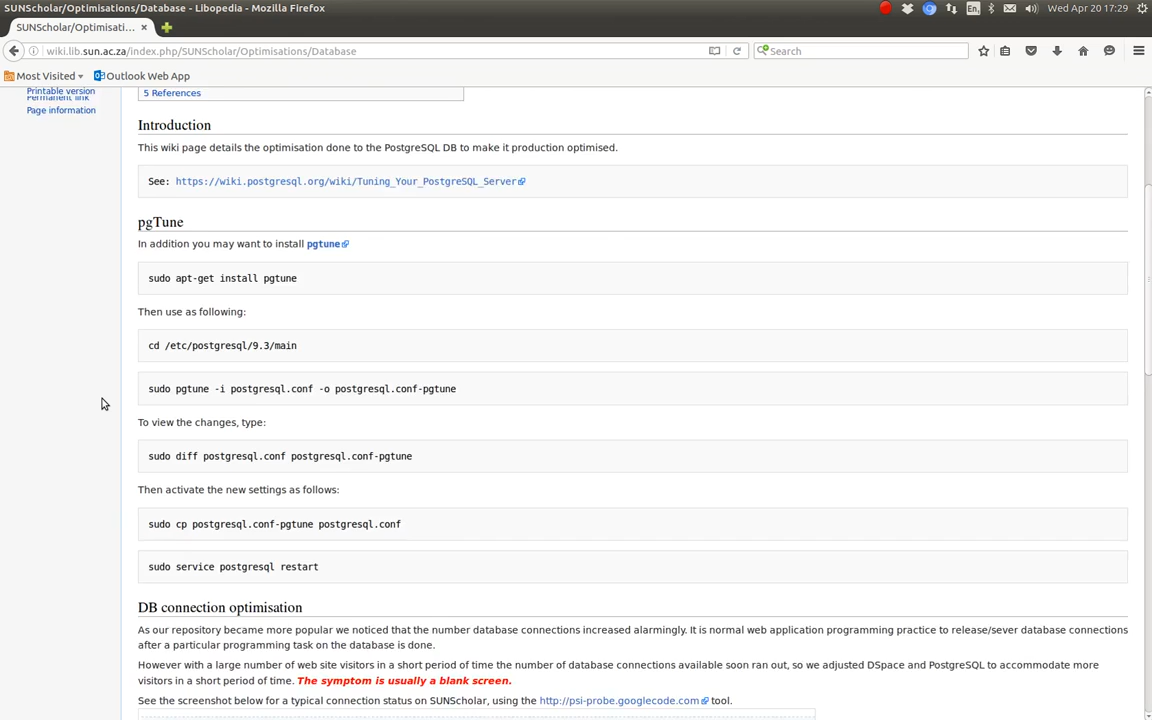 SUNScholar/Optimisations/Database - Libopedia - Mozilla Firefox
En
Wed Apr 20 17:29
SUNScholar/Optimisati...
wiki.lib.sun.ac.za/index.php/SUNScholar/Optimisations/Database
Search
Most Visited
Outlook Web App
Printable version
Permanent link
Page information
5 References
Introduction
This wiki page details the optimisation done to the PostgreSQL DB to make it production optimised.
See: https://wiki.postgresql.org/wiki/Tuning_Your_PostgreSQL_Server
pgTune
In addition you may want to install pgtune
sudo apt-get install pgtune
Then use as following:
cd /etc/postgresql/9.3/main
sudo pgtune -i postgresql.conf -o postgresql.conf-pgtune
To view the changes, type:
sudo diff postgresql.conf postgresql.conf-pgtune
Then activate the new settings as follows:
sudo cp postgresql.conf-pgtune postgresql.conf
sudo service postgresql restart
DB connection optimisation
As our repository became more popular we noticed that the number database connections increased alarmingly. It is normal web application programming practice to release/sever database connections
after a particular programming task on the database is done.
However with a large number of web site visitors in a short period of time the number of database connections available soon ran out, so we adjusted DSpace and PostgreSQL to accommodate more
visitors in a short period of time. The symptom is usually a blank screen.
See the screenshot below for a typical connection status on SUNScholar, using the http://psi-probe.googlecode.com tool.